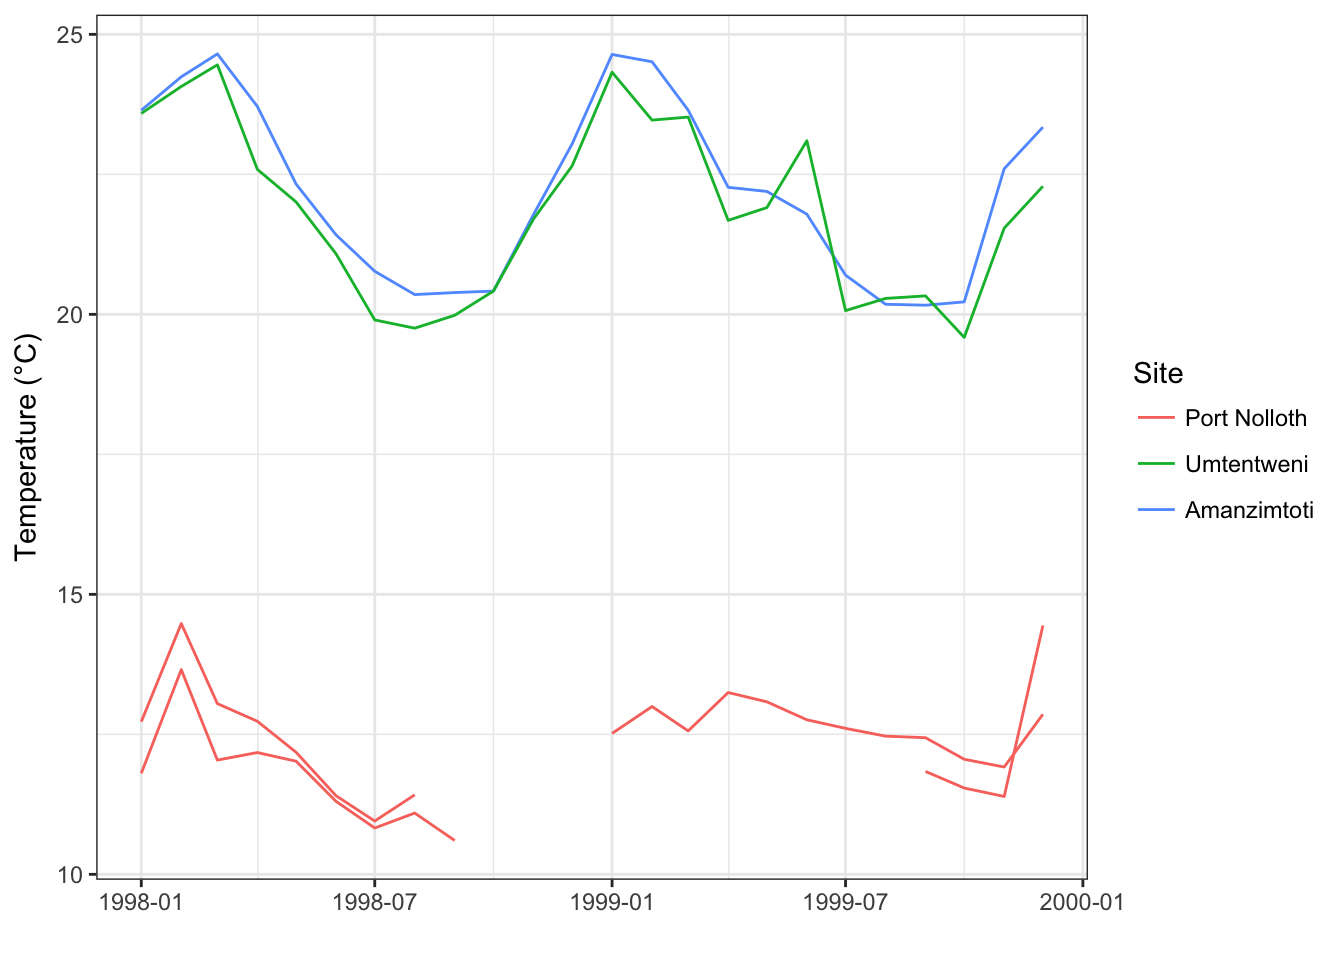 25
20
15
10
Temperature (°C)
1998-01
1998-07
1999-01
1999-07
2000-01
Site
Port Nolloth
Umtentweni
Amanzimtoti